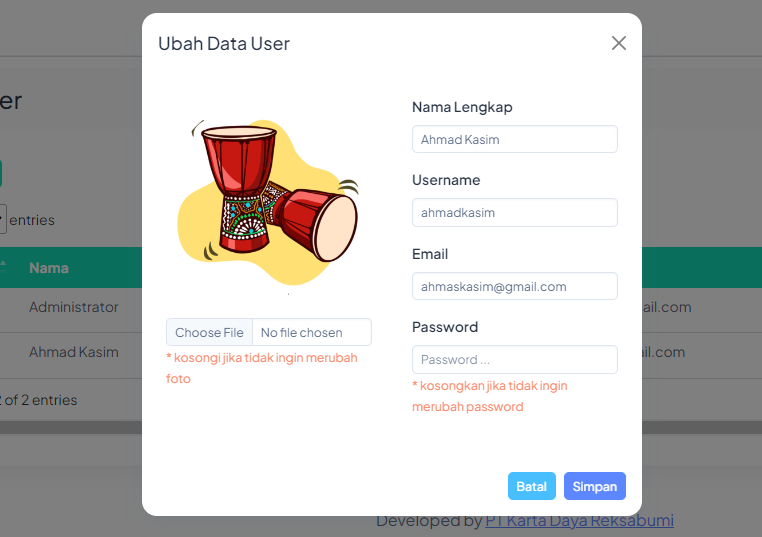 Ubah Data User
er
Nama Lengkap
Ahmad Kasim
Username
ahmadkasim
entries
Email
Nama
ahmaskasim@gmail.com
Administrator
ail.com
Password
Choose File No file chosen
Ahmad Kasim
Password ...
il.com
* kosongi jika tidak ingin merubah
foto
* kosongkan jika tidak ingin
merubah password
2 of 2 entries
Batal Simpan
Developed by PT Karta Daya Reksabumi